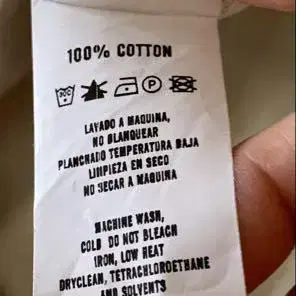 100% COTTON
30C
P
LAVADO A MAQUINA,
NO BLANQUEAR
PLANCHADO TEMPERATURA BAJA
LIMPIEZA EN SECO
NO SECAR A MAQUINA
MACHINE WASH,
COLD DO NOT BLEACH
IRON, LOW HEAT
DRYCLEAN, TETRACHLOROETHANE
AND SOLVENTS